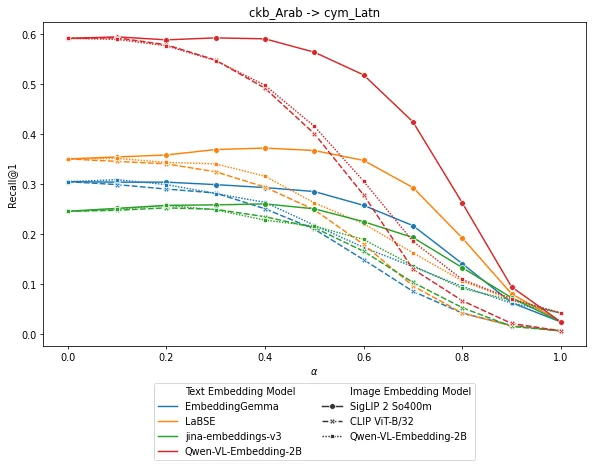 ckb_Arab -> cym_Latn
Recall@1
0.6
0.5
0.4
0.3
0.2
0.1
0.0
0.0 0.2 0.4 0.6 0.8 1.0
α
Text Embedding Model Image Embedding Model
EmbeddingGemma SigLIP 2 So400m
LaBSE CLIP ViT-B/32
jina-embeddings-v3 Qwen-VL-Embedding-2B
Qwen-VL-Embedding-2B